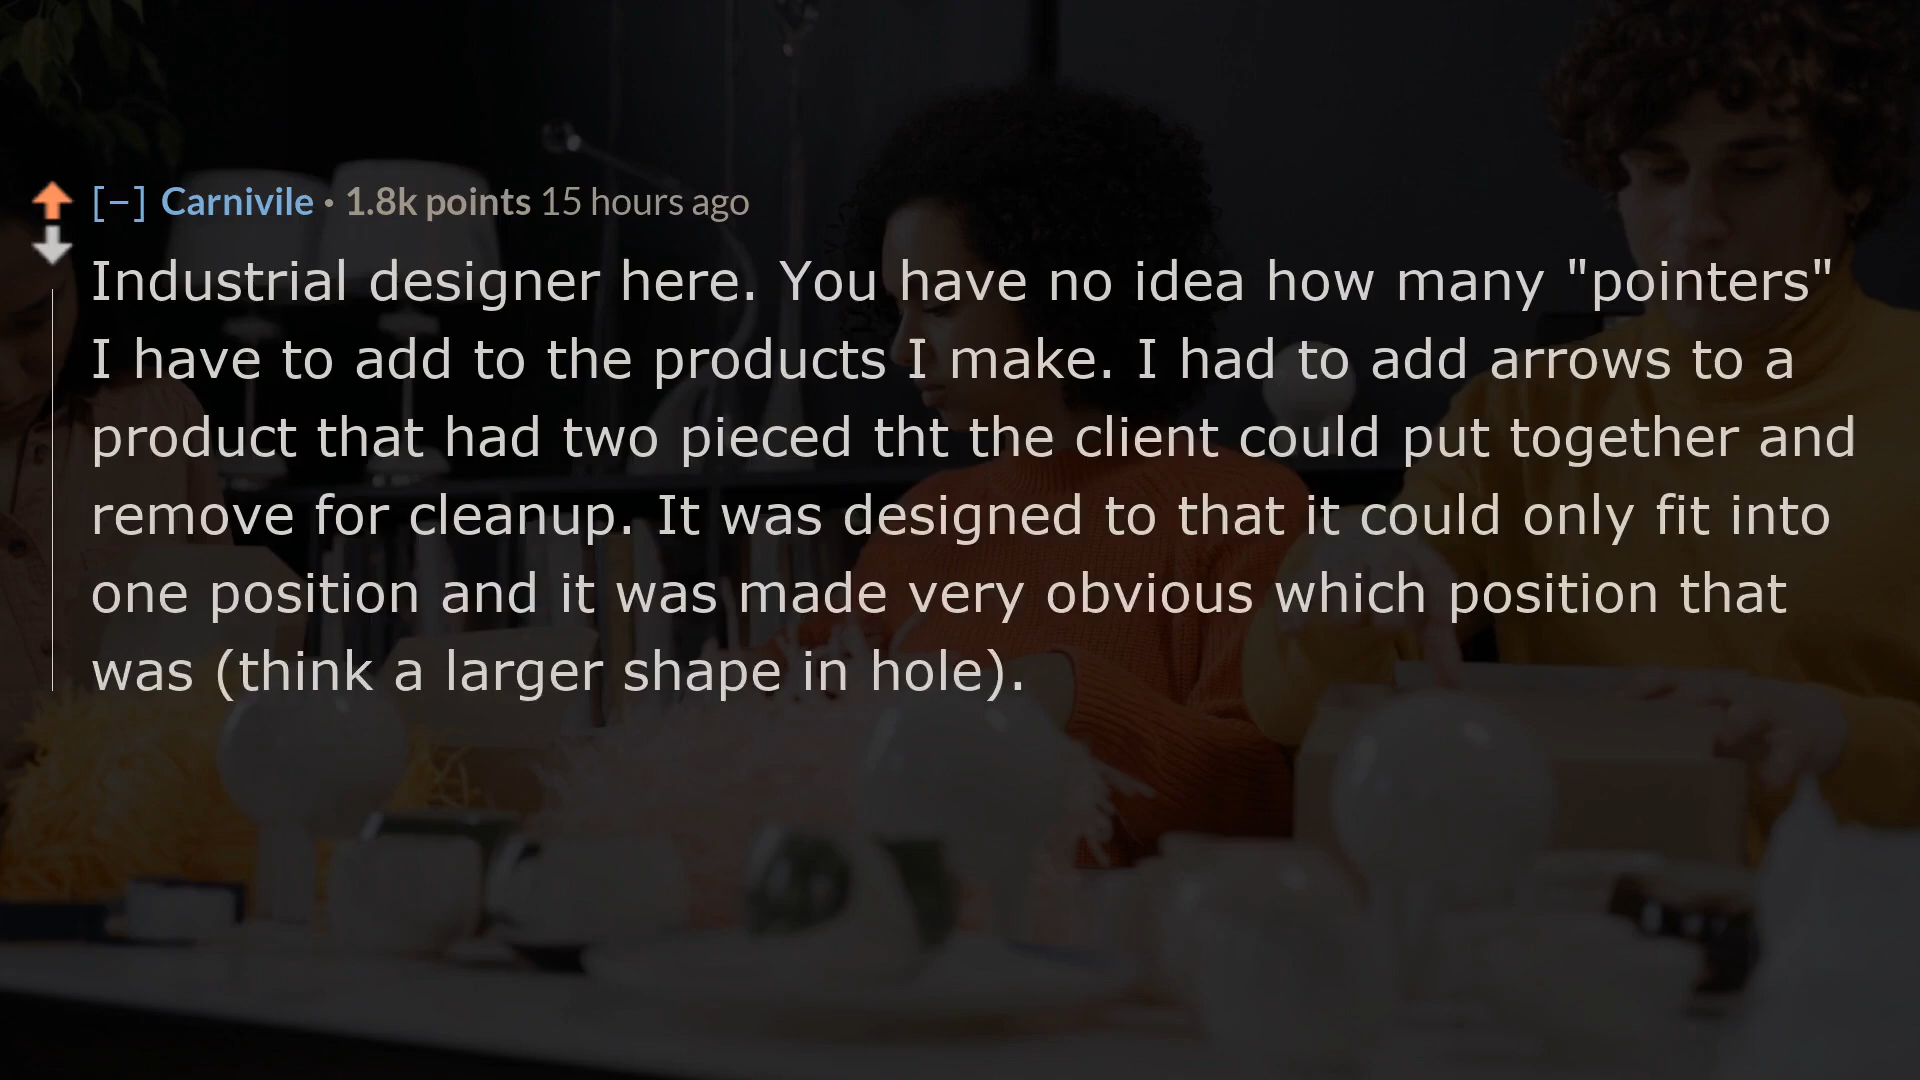 [–] Carnivile • 1.8k points 15 hours ago
Industrial designer here. You have no idea how many "pointers"
I have to add to the products I make. I had to add arrows to a
product that had two pieced tht the client could put together and
remove for cleanup. It was designed to that it could only fit into
one position and it was made very obvious which position that
was (think a larger shape in hole).